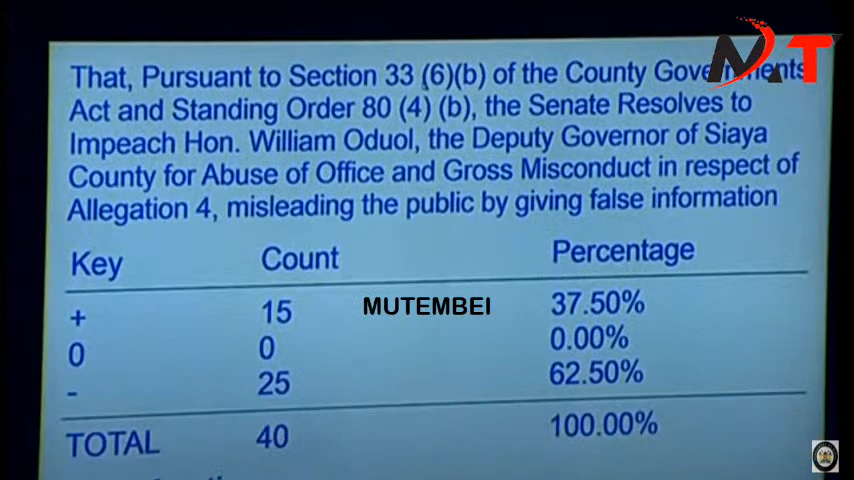 MT
That, Pursuant to Section 33 (6)(b) of the County Governments
Act and Standing Order 80 (4) (b), the Senate Resolves to
Impeach Hon. William Oduol, the Deputy Governor of Siaya
County for Abuse of Office and Gross Misconduct in respect of
Allegation 4, misleading the public by giving false information
Key Count Percentage
+ 15 MUTEMBEI 37.50%
0 0 0.00%
- 25 62.50%
TOTAL 40 100.00%